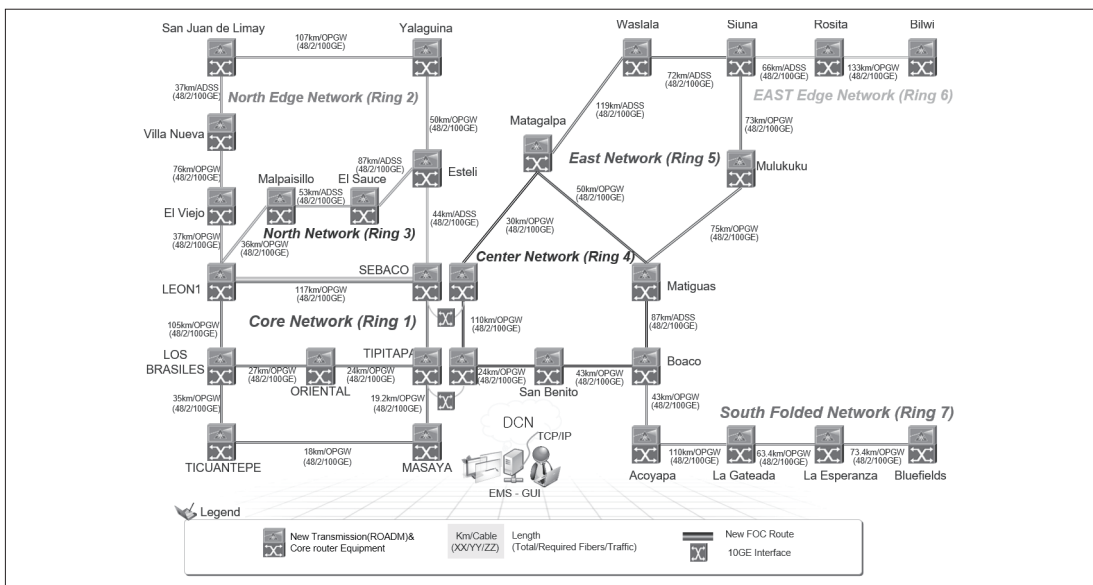 San Juan de Limay
107km/OPGW
(48/2/100GE)
Yalaguina
Waslala
Siuna
Rosita
Bilwi
37km/ADSS
(48/2/100GE)
North Edge Network (Ring 2)
72km/ADSS
(48/2/100GE)
66km/ADSS
(48/2/100GE)
133km/OPGW
(48/2/100GE)
EAST Edge Network (Ring 6)
119km/ADSS
(48/2/100GE)
Villa Nueva
50km/OPGW
(48/2/100GE)
Matagalpa
73km/OPGW
(48/2/100GE)
East Network (Ring 5)
Mulukuku
76km/OPGW
(48/2/100GE)
87km/ADSS
(48/2/100GE)
Esteli
Malpaisillo
53km/ADSS
(48/2/100GE)
El Sauce
50km/OPGW
(48/2/100GE)
El Viejo
44km/ADSS
(48/2/100GE)
30km/OPGW
(48/2/100GE)
75km/OPGW
(48/2/100GE)
37km/OPGW
(48/2/100GE)
36km/OPGW
(48/2/100GE)
North Network (Ring 3)
Center Network (Ring 4)
LEON1
SEBACO
117km/OPGW
(48/2/100GE)
Matiguas
105km/OPGW
(48/2/100GE)
Core Network (Ring 1)
110km/OPGW
(48/2/100GE)
87km/ADSS
(48/2/100GE)
LOS
BRASILES
27km/OPGW
(48/2/100GE)
ORIENTAL
24km/OPGW
(48/2/100GE)
TIPITAPA
24km/OPGW
(48/2/100GE)
San Benito
43km/OPGW
(48/2/100GE)
Boaco
35km/OPGW
(48/2/100GE)
19.2km/OPGW
(48/2/100GE)
43km/OPGW
(48/2/100GE)
South Folded Network (Ring 7)
DCN
TCP/IP
TICUANTEPE
18km/OPGW
(48/2/100GE)
MASAYA
EMS - GUI
Acoyapa
110km/OPGW
(48/2/100GE)
La Gateada
63.4km/OPGW
(48/2/100GE)
La Esperanza
73.4km/OPGW
(48/2/100GE)
Bluefields
Legend
New Transmission(ROADM)&
Core router Equipment
Km/Cable
(XX/YY/ZZ)
Length
(Total/Required Fibers/Traffic)
New FOC Route
10GE Interface